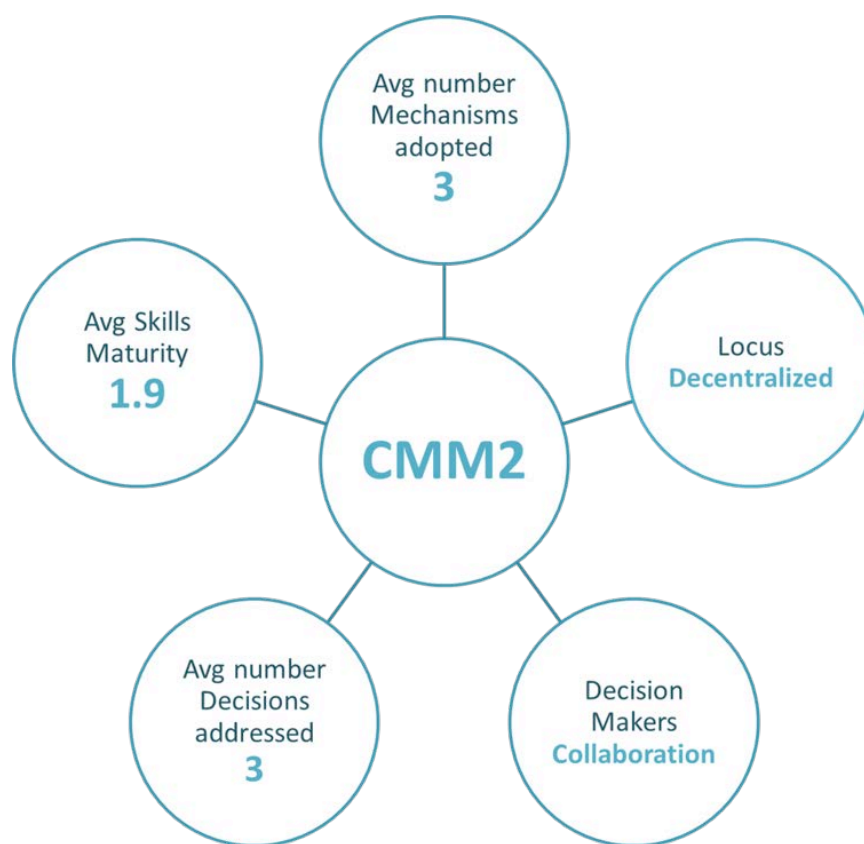 Avg number
Mechanisms
adopted
3
Avg Skills
Maturity
1.9
Locus
Decentralized
CMM2
Avg number
Decisions
addressed
3
Decision
Makers
Collaboration